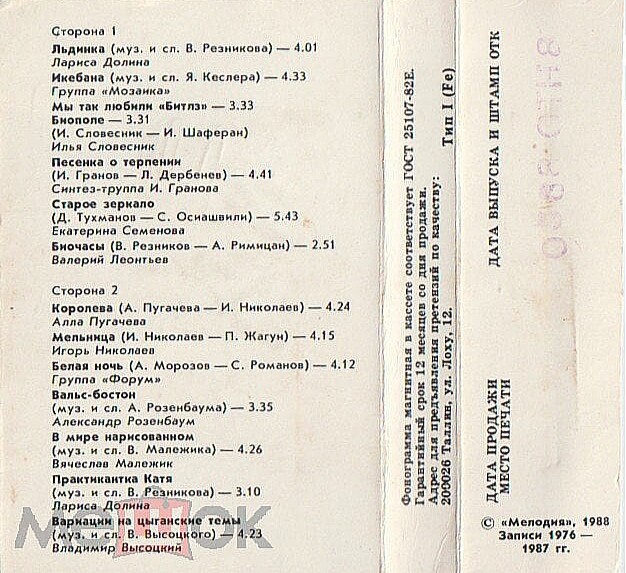 Сторона 1
Льдинка (муз. и сл. В. Резникова) — 4.01
Лариса Долина
Икебана (муз. и сл. Я. Кеслера) — 4.33
Группа «Мозаика»
Мы так любили «Битлз» — 3.33
Биополе — 3.31
(И. Словесник — И. Шаферан)
Илья Словесник
Песенка о терпении
(И. Гранов — Л. Дербенев) — 4.41
Синтез-группа И. Гранова
Старое зеркало
(Д. Тухманов — С. Осиашвили) — 5.43
Екатерина Семенова
Биочасы (В. Резников — А. Римицан) — 2.51
Валерий Леонтьев
Сторона 2
Королева (А. Пугачева — И. Николаев) — 4.24
Алла Пугачева
Мельница (И. Николаев — П. Жагун) — 4.15
Игорь Николаев
Белая ночь (А. Морозов — С. Романов) — 4.12
Группа «Форум»
Вальс-бостон
(муз. и сл. А. Розенбаума) — 3.35
Александр Розенбаум
В мире нарисованном
(муз. и сл. В. Малежика) — 4.26
Вячеслав Малежик
Практикантка Катя
(муз. и сл. В. Резникова) — 3.10
Лариса Долина
Вариации на цыганские темы
(муз. и сл. В. Высоцкого) — 4.23
Владимир Высоцкий
Фонограмма магнитная в кассете соответствует ГОСТ 25107-82Е.
Гарантийный срок 12 месяцев со дня продажи.
Адрес для предъявления претензий по качеству:
200026 Таллин, ул. Лоху, 12. Тип I (Fe)
ДАТА ВЫПУСКА И ШТАМП ОТК
ДАТА ПРОДАЖИ
МЕСТО ПЕЧАТИ
© «Мелодия», 1988
Записи 1976 —
1987 гг.